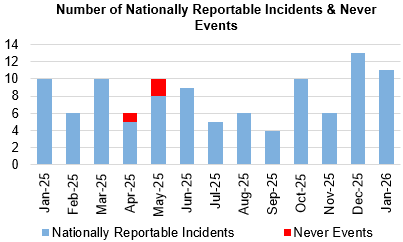 Number of Nationally Reportable Incidents & Never
Events
14
12
10
8
6
4
2
0
Jan-25
Feb-25
Mar-25
Apr-25
May-25
Jun-25
Jul-25
Aug-25
Sep-25
Oct-25
Nov-25
Dec-25
Jan-26
Nationally Reportable Incidents
Never Events